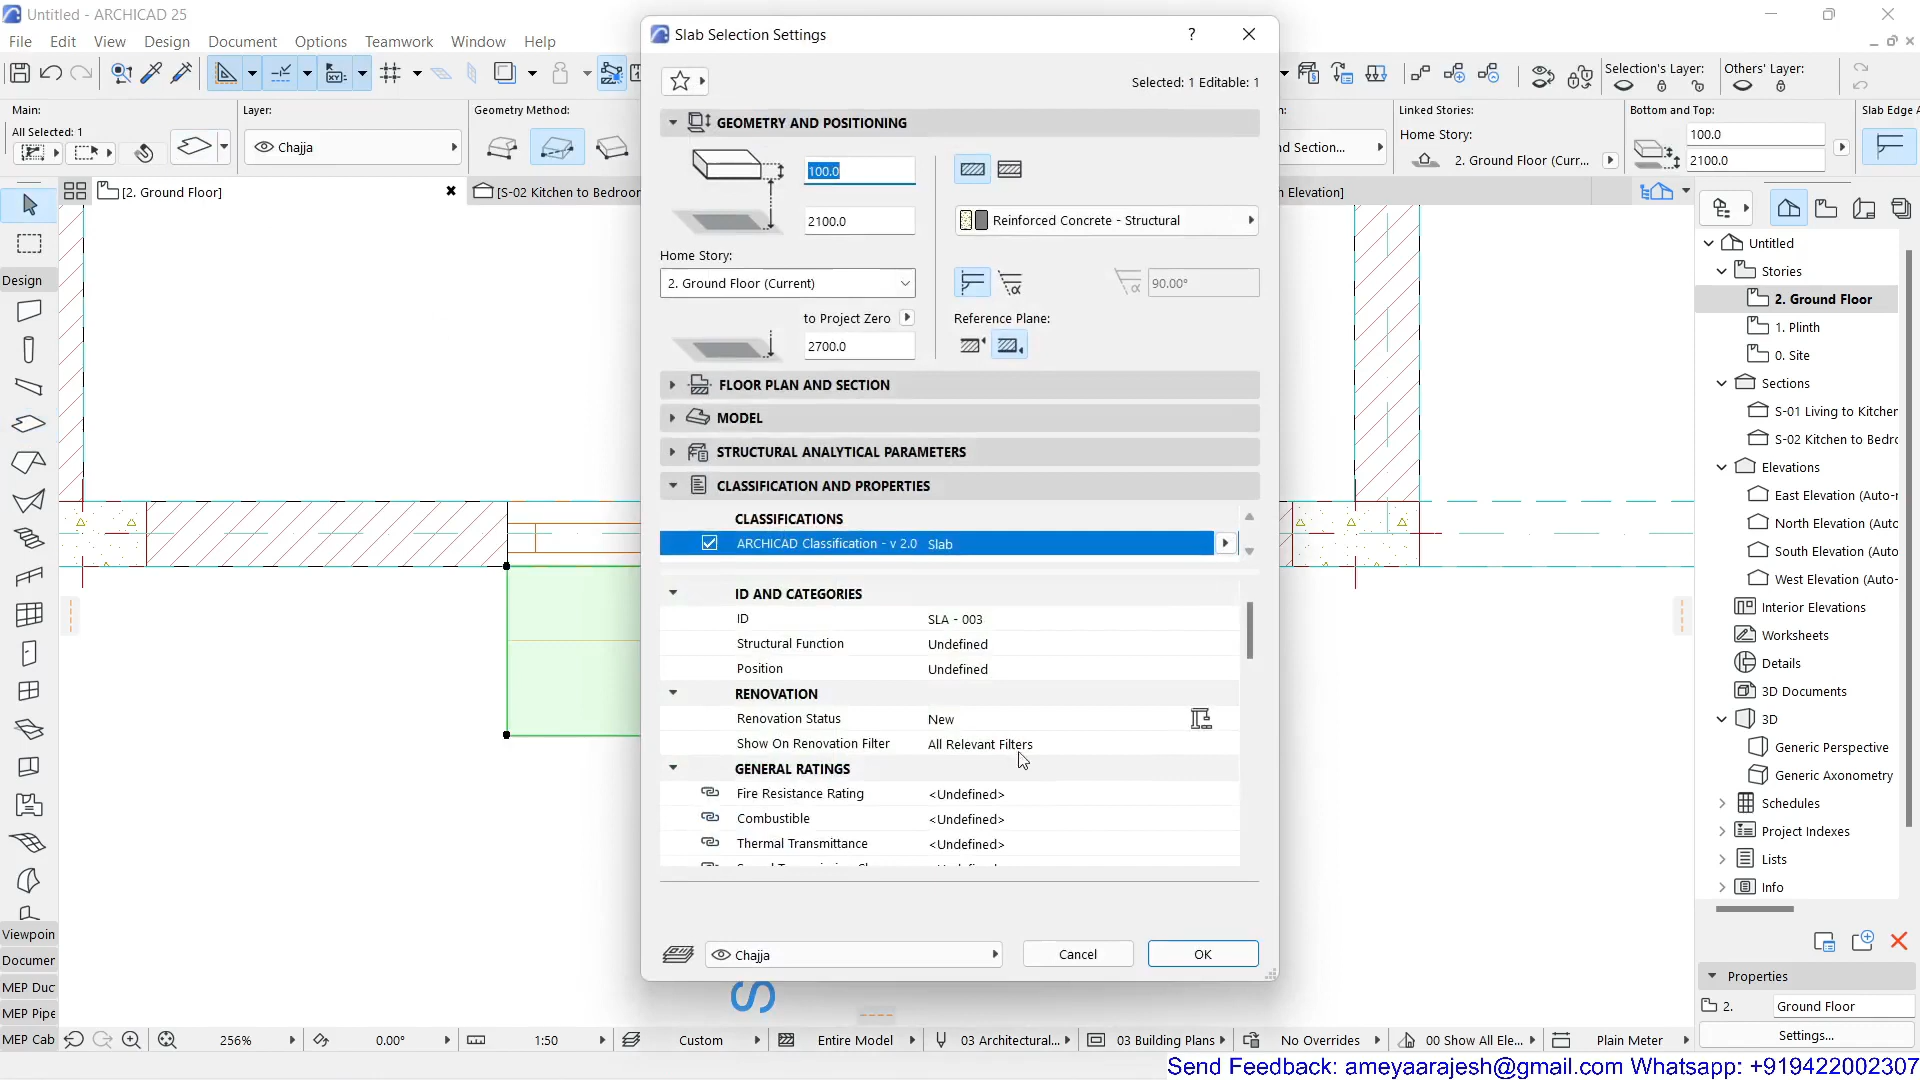 Untitled - ARCHICAD 25
File Edit View Design Document Options Teamwork Window Help
Main:
All Selected: 1
Layer:
Chajja
Geometry Method:
Selection's Layer:
Others' Layer:
Linked Stories:
Home Story:
2. Ground Floor (Curr...
Bottom and Top:
100.0
2100.0
Slab Edge A
nd Section...
[2. Ground Floor]
[S-02 Kitchen to Bedroon
h Elevation]
Design
Viewpoin
Documer
MEP Duc
MEP Pipe
MEP Cab
Slab Selection Settings
?
Selected: 1 Editable: 1
GEOMETRY AND POSITIONING
100.0
2100.0
Reinforced Concrete - Structural
Home Story:
2. Ground Floor (Current)
90.00°
to Project Zero
Reference Plane:
2700.0
FLOOR PLAN AND SECTION
MODEL
STRUCTURAL ANALYTICAL PARAMETERS
CLASSIFICATION AND PROPERTIES
CLASSIFICATIONS
ARCHICAD Classification - v 2.0 Slab
ID AND CATEGORIES
ID SLA - 003
Structural Function Undefined
Position Undefined
RENOVATION
Renovation Status New
Show On Renovation Filter All Relevant Filters
GENERAL RATINGS
Fire Resistance Rating <Undefined>
Combustible <Undefined>
Thermal Transmittance <Undefined>
Chajja
Cancel
OK
S
Untitled
Stories
2. Ground Floor
1. Plinth
0. Site
Sections
S-01 Living to Kitchen
S-02 Kitchen to Bedro
Elevations
East Elevation (Auto-r
North Elevation (Auto
South Elevation (Auto
West Elevation (Auto-
Interior Elevations
Worksheets
Details
3D Documents
3D
Generic Perspective
Generic Axonometry
Schedules
Project Indexes
Lists
Info
Properties
2. Ground Floor
Settings...
256% 0.00° 1:50 Custom Entire Model 03 Architectural... 03 Building Plans No Overrides 00 Show All Ele... Plain Meter
Send Feedback: ameyaarajesh@gmail.com Whatsapp: +919422002307